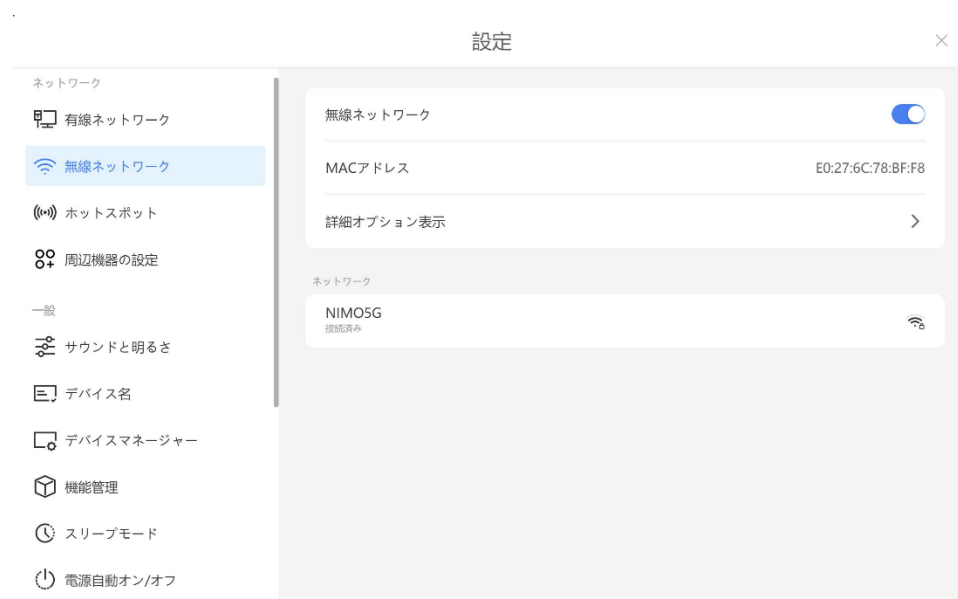 設定
ネットワーク
有線ネットワーク
無線ネットワーク
ホットスポット
周辺機器の設定
一般
サウンドと明るさ
デバイス名
デバイスマネージャー
機能管理
スリープモード
電源自動オン/オフ
無線ネットワーク
MACアドレス E0:27:6C:78:BF:F8
詳細オプション表示
ネットワーク
NIMO5G
接続済み